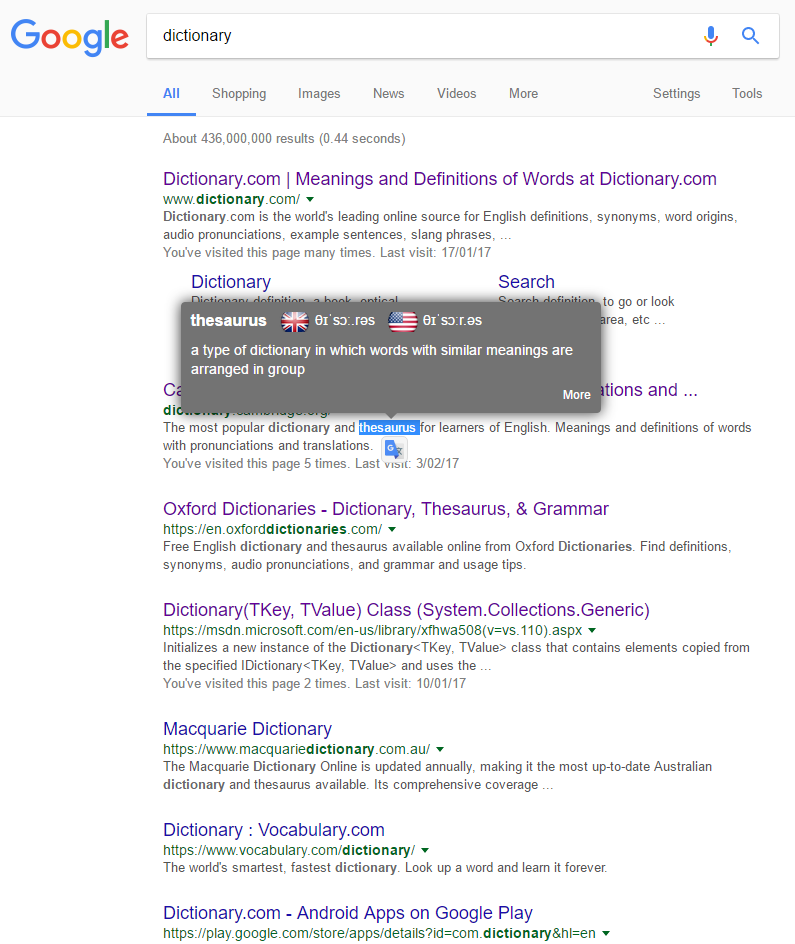 Google
dictionary
All Shopping Images News Videos More Settings Tools
About 436,000,000 results (0.44 seconds)
Dictionary.com | Meanings and Definitions of Words at Dictionary.com
www.dictionary.com/
Dictionary.com is the world's leading online source for English definitions, synonyms, word origins,
audio pronunciations, example sentences, slang phrases, ...
You've visited this page many times. Last visit: 17/01/17
Dictionary Search
Dictionary definition, a book, optical Search definition, to go or look
area, etc ...
thesaurus θɪˈsɔː.rəs θɪˈsɔːr.əs
a type of dictionary in which words with similar meanings are
arranged in group
More
ations and ...
dictionary.cambridge.org/
The most popular dictionary and thesaurus for learners of English. Meanings and definitions of words
with pronunciations and translations.
You've visited this page 5 times. Last visit: 3/02/17
Oxford Dictionaries - Dictionary, Thesaurus, & Grammar
https://en.oxforddictionaries.com/
Free English dictionary and thesaurus available online from Oxford Dictionaries. Find definitions,
synonyms, audio pronunciations, and grammar and usage tips.
Dictionary(TKey, TValue) Class (System.Collections.Generic)
https://msdn.microsoft.com/en-us/library/xfhwa508(v=vs.110).aspx
Initializes a new instance of the Dictionary<TKey, TValue> class that contains elements copied from
the specified IDictionary<TKey, TValue> and uses the ...
You've visited this page 2 times. Last visit: 10/01/17
Macquarie Dictionary
https://www.macquariedictionary.com.au/
The Macquarie Dictionary Online is updated annually, making it the most up-to-date Australian
dictionary and thesaurus available. Its comprehensive coverage ...
Dictionary : Vocabulary.com
https://www.vocabulary.com/dictionary/
The world's smartest, fastest dictionary. Look up a word and learn it forever.
Dictionary.com - Android Apps on Google Play
https://play.google.com/store/apps/details?id=com.dictionary&hl=en